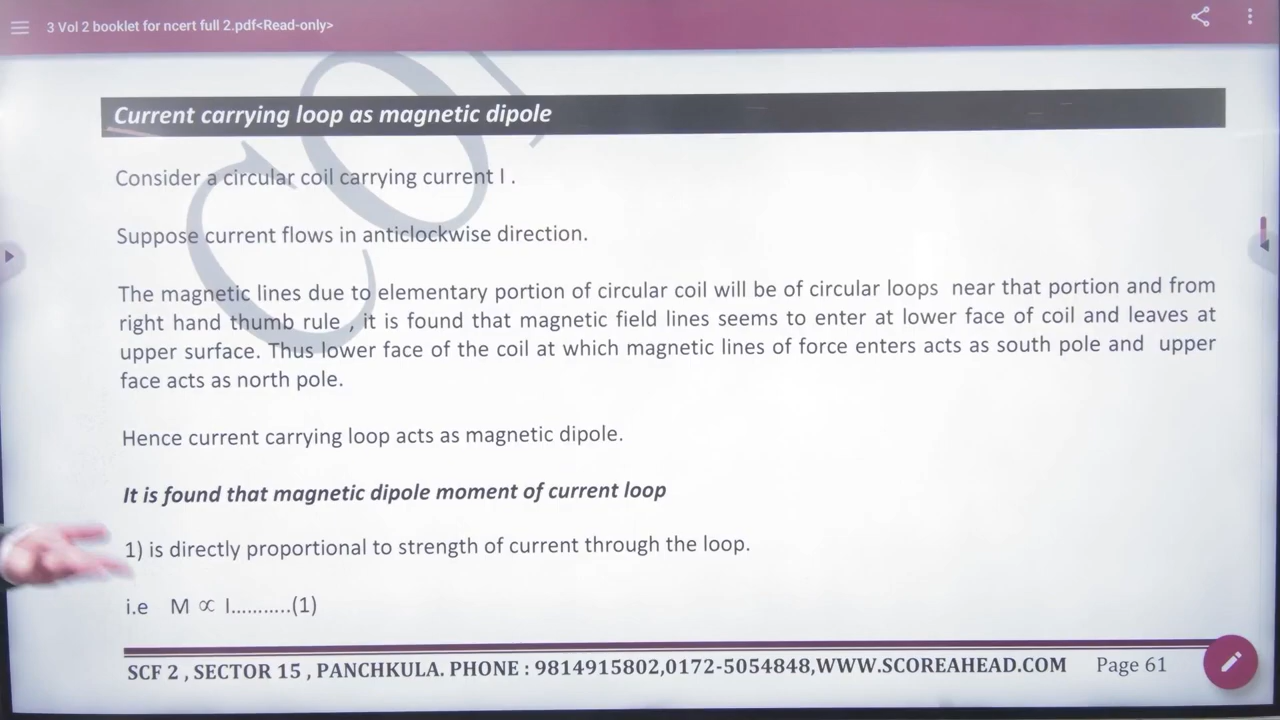 3 Vol 2 booklet for ncert full 2.pdf<Read-only>
Current carrying loop as magnetic dipole
Consider a circular coil carrying current I .
Suppose current flows in anticlockwise direction.
The magnetic lines due to elementary portion of circular coil will be of circular loops near that portion and from
right hand thumb rule , it is found that magnetic field lines seems to enter at lower face of coil and leaves at
upper surface. Thus lower face of the coil at which magnetic lines of force enters acts as south pole and upper
face acts as north pole.
Hence current carrying loop acts as magnetic dipole.
It is found that magnetic dipole moment of current loop
1) is directly proportional to strength of current through the loop.
i.e M ∝ I..........(1)
SCF 2 , SECTOR 15 , PANCHKULA. PHONE : 9814915802,0172-5054848,WWW.SCOREAHEAD.COM Page 61